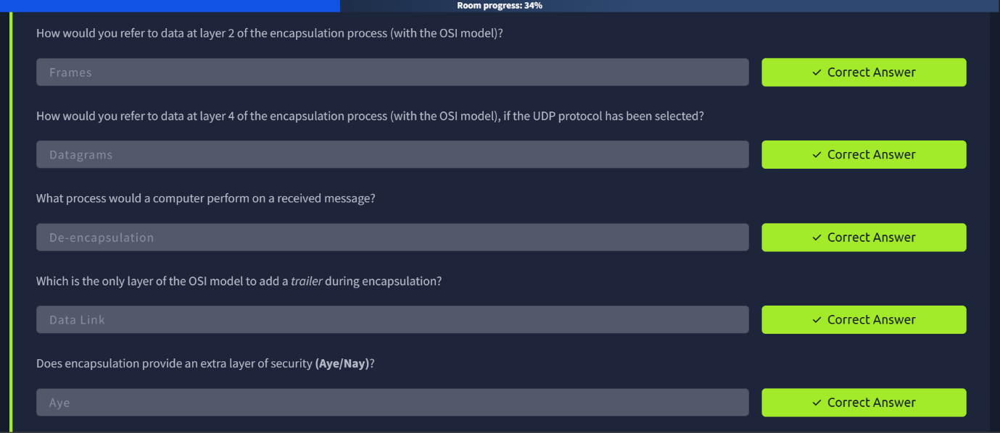 Room progress: 34%
How would you refer to data at layer 2 of the encapsulation process (with the OSI model)?
Frames
✓ Correct Answer
How would you refer to data at layer 4 of the encapsulation process (with the OSI model), if the UDP protocol has been selected?
Datagrams
✓ Correct Answer
What process would a computer perform on a received message?
De-encapsulation
✓ Correct Answer
Which is the only layer of the OSI model to add a trailer during encapsulation?
Data Link
✓ Correct Answer
Does encapsulation provide an extra layer of security (Aye/Nay)?
Aye
✓ Correct Answer